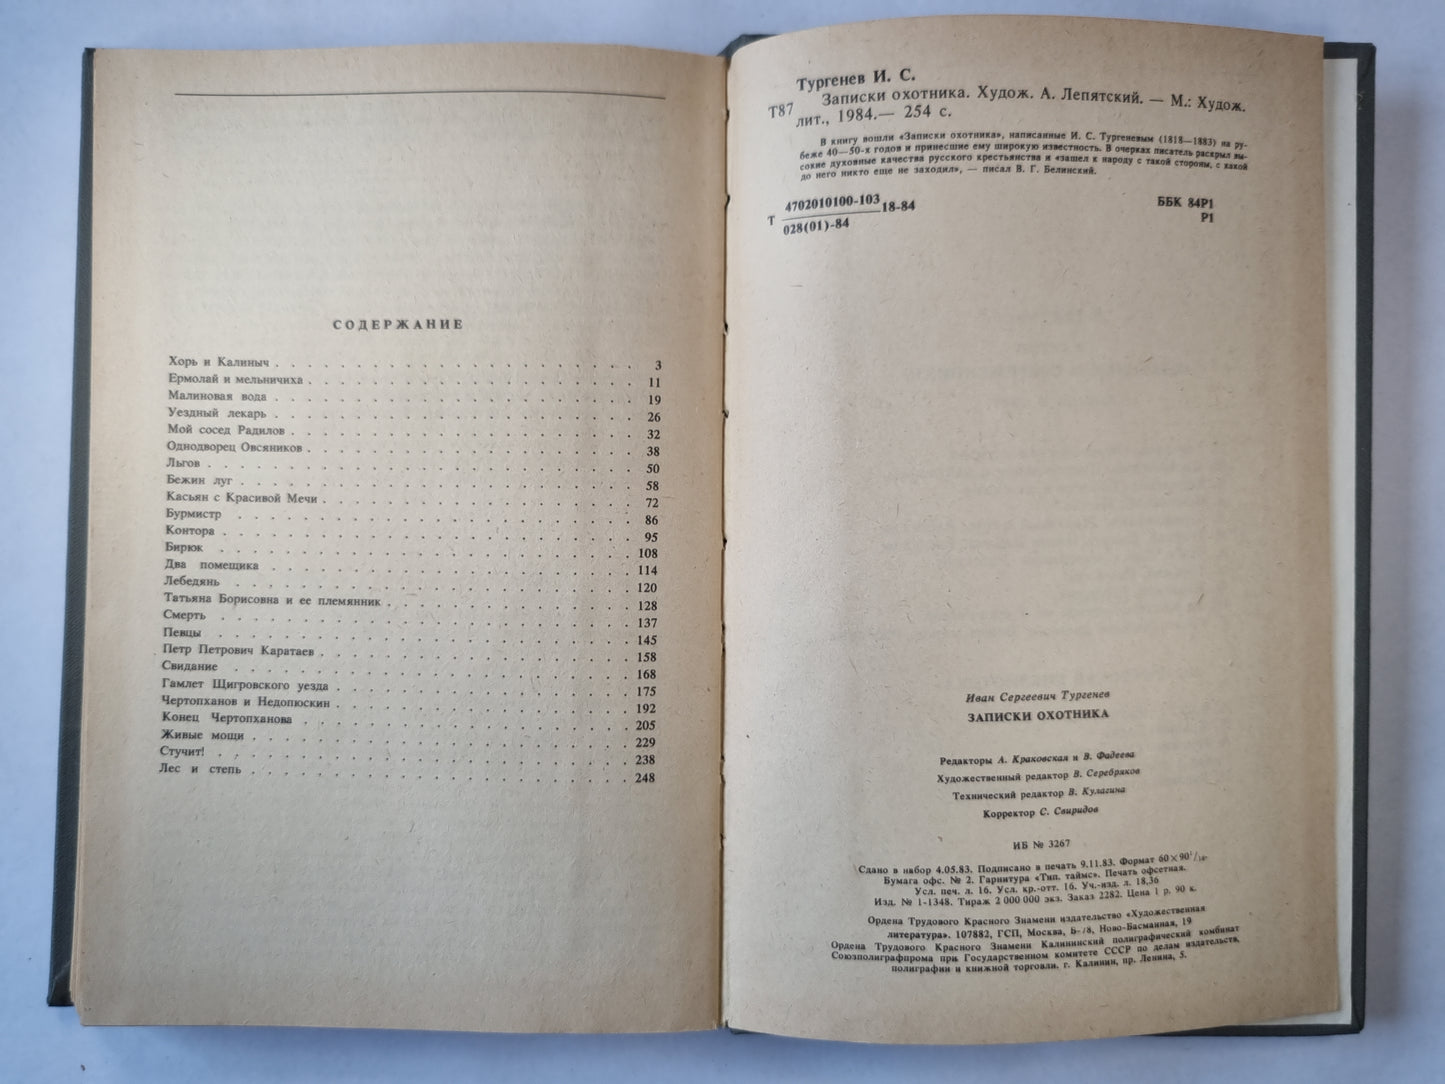 СОДЕРЖАНИЕ
Хорь и Калиныч . . . . . . . . . . . . . . . . . . 3
Ермолай и мельничиха . . . . . . . . . . . . . . . . . . 11
Малиновая вода . . . . . . . . . . . . . . . . . . 19
Уездный лекарь . . . . . . . . . . . . . . . . . . 26
Мой сосед Радилов . . . . . . . . . . . . . . . . . . 32
Однодворец Овсяников . . . . . . . . . . . . . . . . . . 38
Льгов . . . . . . . . . . . . . . . . . . 50
Бежин луг . . . . . . . . . . . . . . . . . . 58
Касьян с Красивой Мечи . . . . . . . . . . . . . . . . . . 72
Бурмистр . . . . . . . . . . . . . . . . . . 86
Контора . . . . . . . . . . . . . . . . . . 95
Бирюк . . . . . . . . . . . . . . . . . . 108
Два помещика . . . . . . . . . . . . . . . . . . 114
Лебедянь . . . . . . . . . . . . . . . . . . 120
Татьяна Борисовна и ее племянник . . . . . . . . . . . . . . 128
Смерть . . . . . . . . . . . . . . . . . . 137
Певцы . . . . . . . . . . . . . . . . . . 145
Петр Петрович Каратаев . . . . . . . . . . . . . . . . . . 158
Свидание . . . . . . . . . . . . . . . . . . 168
Гамлет Щигровского уезда . . . . . . . . . . . . . . . . . . 175
Чертопханов и Недопюскин . . . . . . . . . . . . . . . . . . 192
Конец Чертопханова . . . . . . . . . . . . . . . . . . 205
Живые мощи . . . . . . . . . . . . . . . . . . 229
Стучит! . . . . . . . . . . . . . . . . . . 238
Лес и степь . . . . . . . . . . . . . . . . . . 248
Тургенев И. С.
Т87 Записки охотника. Худож. А. Лепятский. — М.: Худож.
лит., 1984.— 254 с.
В книгу вошли «Записки охотника», написанные И. С. Тургеневым (1818—1883) на ру-
беже 40—50-х годов и принесшие ему широкую известность. В очерках писатель раскрыл вы-
сокие духовные качества русского крестьянства и «зашел к народу с такой стороны, с какой
до него никто еще не заходил», — писал В. Г. Белинский.
Т 4702010100-103 18-84
028(01)-84
ББК 84Р1
Р1
Иван Сергеевич Тургенев
ЗАПИСКИ ОХОТНИКА
Редакторы А. Краковская и В. Фадеева
Художественный редактор В. Серебряков
Технический редактор В. Кулагина
Корректор С. Свиридов
ИБ № 3267
Сдано в набор 4.05.83. Подписано в печать 9.11.83. Формат 60×90 1/16.
Бумага офс. № 2. Гарнитура «Тип. таймс». Печать офсетная.
Усл. печ. л. 16. Усл. кр.-отт. 16. Уч.-изд. л. 18,36
Изд. № 1-1348. Тираж 2 000 000 экз. Заказ 2282. Цена 1 р. 90 к.
Ордена Трудового Красного Знамени издательство «Художественная
литература». 107882, ГСП, Москва, Б-78, Ново-Басманная, 19
Ордена Трудового Красного Знамени Калининский полиграфический комбинат
Союзполиграфпрома при Государственном комитете СССР по делам издательств,
полиграфии и книжной торговли. г. Калинин, пр. Ленина, 5.